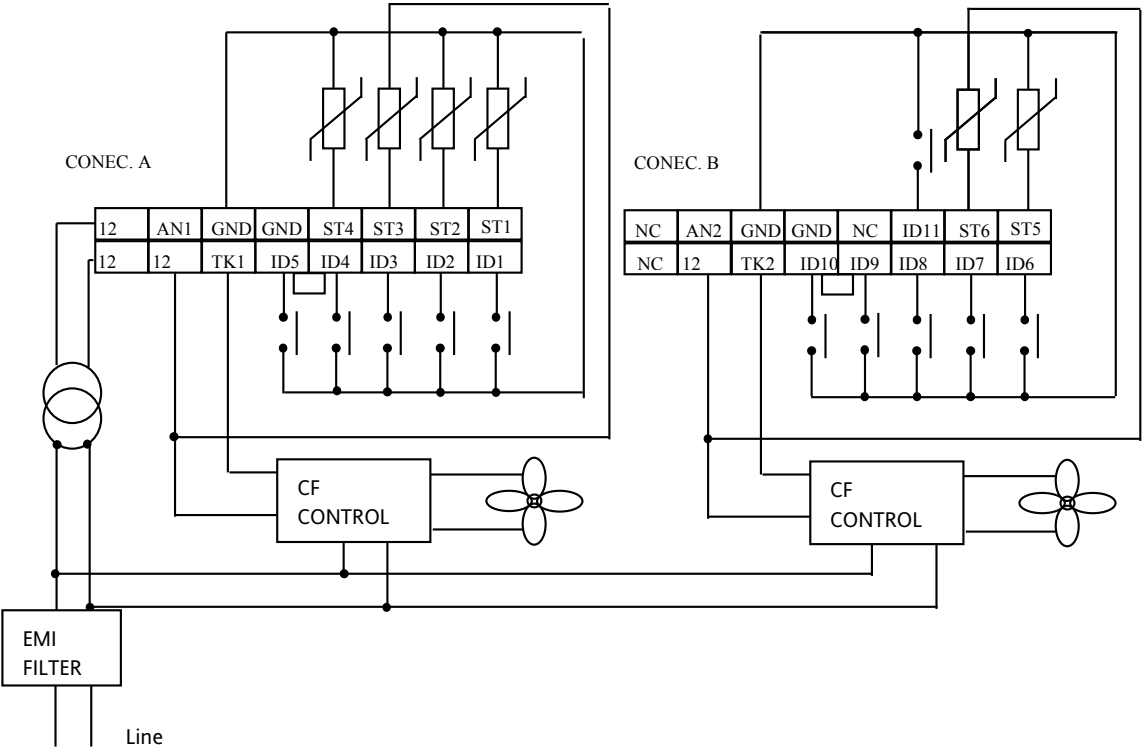 CONEC. A
CONEC. B
12 AN1 GND GND ST4 ST3 ST2 ST1
12 12 TK1 ID5 ID4 ID3 ID2 ID1
NC AN2 GND GND NC ID11 ST6 ST5
NC 12 TK2 ID10 ID9 ID8 ID7 ID6
CF
CONTROL
CF
CONTROL
EMI
FILTER
Line